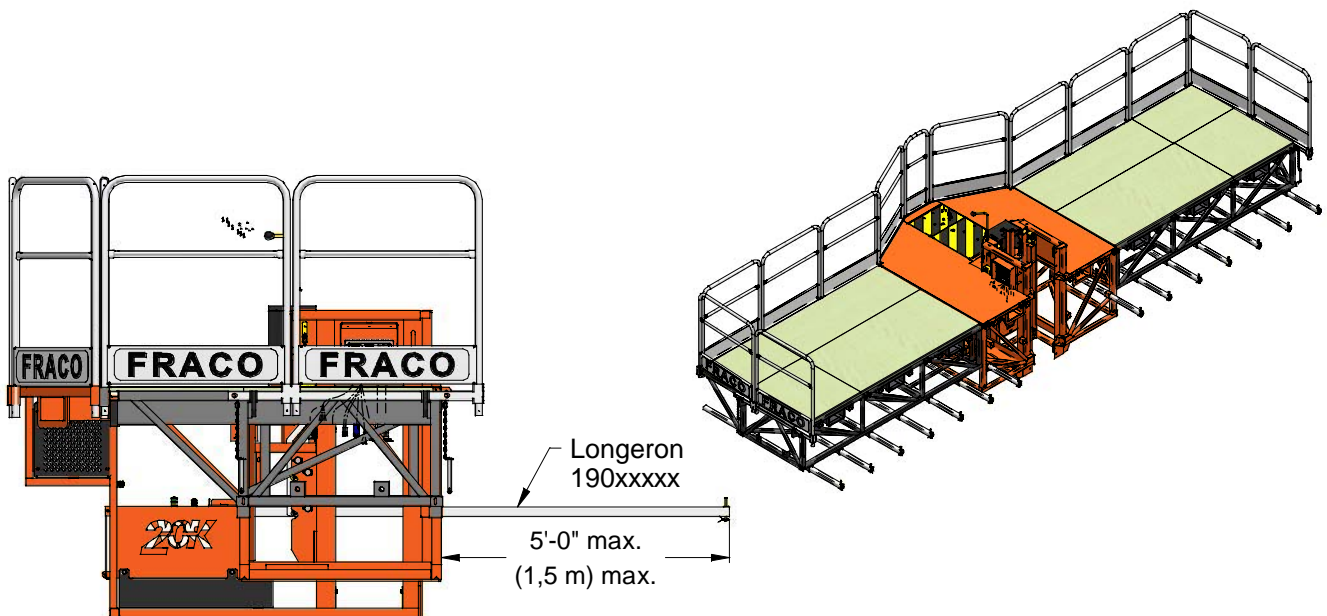 FRACO
FRACO
FRACO
20K
Longeron
190xxxxx
5'-0" max.
(1,5 m) max.
FRACO
FRACO